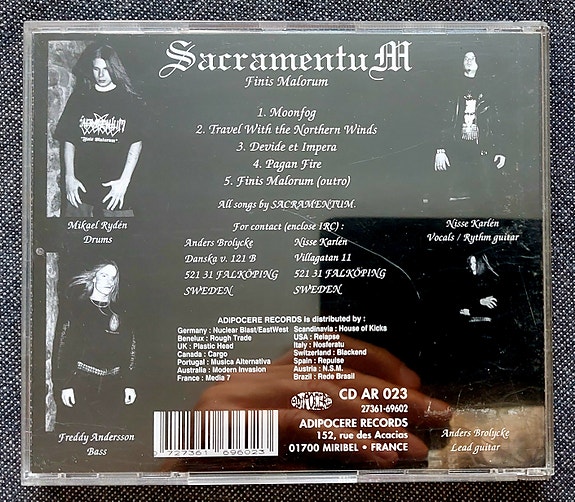 SacramentuM
Finis Malorum
1. Moonfog
2. Travel With the Northern Winds
3. Devide et Impera
4. Pagan Fire
5. Finis Malorum (outro)
All songs by SACRAMENTUM.
"Finis Malorum"
Mikael Rydén
Drums
Nisse Karlén
Vocals / Rythm guitar
For contact (enclose IRC) :
Anders Brolycke
Danska v. 121 B
521 31 FALKÖPING
SWEDEN
Nisse Karlén
Villagatan 11
521 31 FALKÖPING
SWEDEN
ADIPOCERE RECORDS is distributed by :
Germany : Nuclear Blast/EastWest
Benelux : Rough Trade
UK : Plastic Head
Canada : Cargo
Portugal : Musica Alternativa
Australia : Modern Invasion
France : Media 7
Scandinavia : House of Kicks
USA : Relapse
Italy : Nosferatu
Switzerland : Blackend
Spain : Repulse
Austria : N.S.M.
Brazil : Rede Brasil
Freddy Andersson
Bass
0 727361 696023
ADIPOCERE
CD AR 023
27361-69602
ADIPOCERE RECORDS
152, rue des Acacias
01700 MIRIBEL • FRANCE
Anders Brolycke
Lead guitar